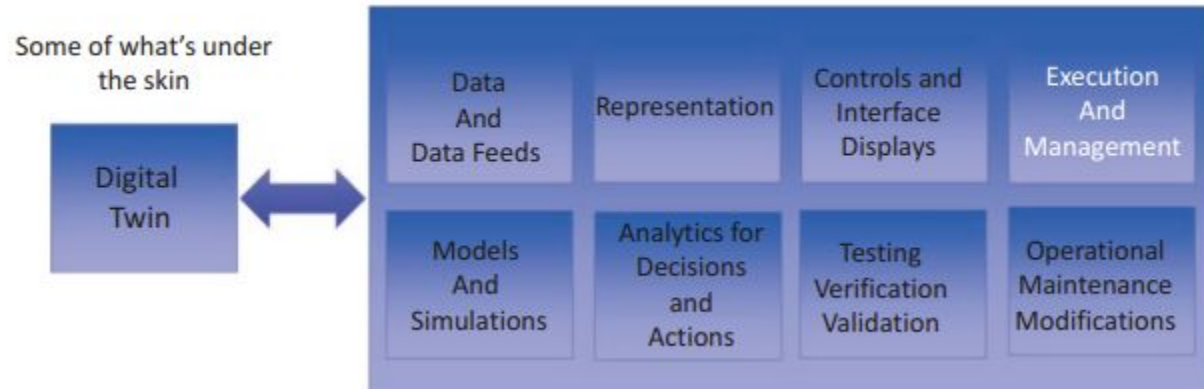 Some of what's under
the skin
Digital
Twin
Data
And
Data Feeds
Representation
Controls and
Interface
Displays
Execution
And
Management
Models
And
Simulations
Analytics for
Decisions
and
Actions
Testing
Verification
Validation
Operational
Maintenance
Modifications